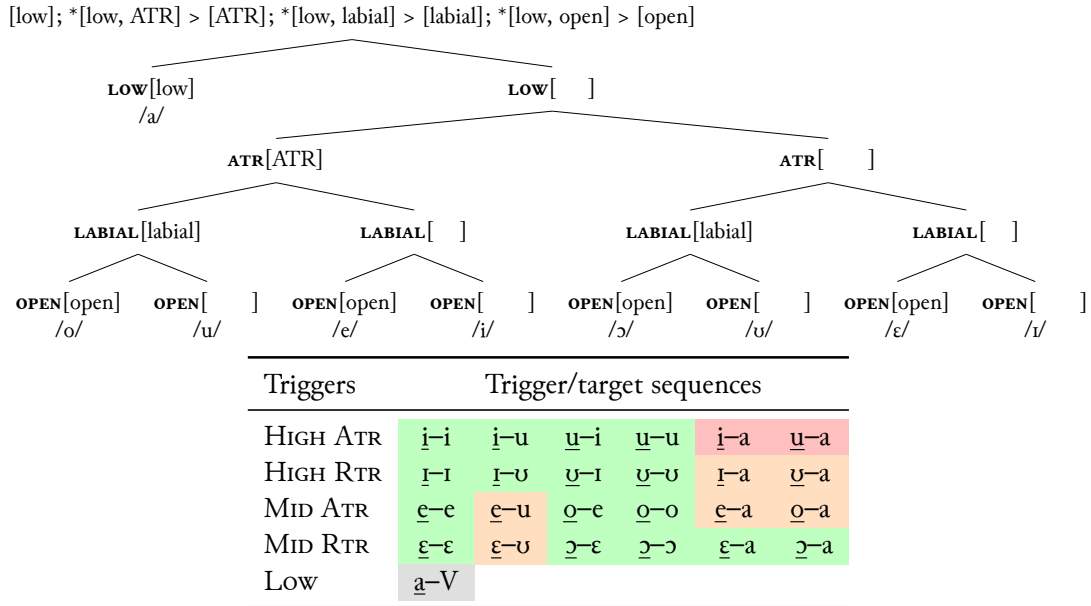 [low]; *[low, ATR] > [ATR]; *[low, labial] > [labial]; *[low, open] > [open]
LOW[low] LOW[ ]
/a/
ATR[ATR] ATR[ ]
LABIAL[labial] LABIAL[ ] LABIAL[labial] LABIAL[ ]
OPEN[open] OPEN[ ] OPEN[open] OPEN[ ] OPEN[open] OPEN[ ] OPEN[open] OPEN[ ]
/o/ /u/ /e/ /i/ /ɔ/ /ʊ/ /ɛ/ /ɪ/
Triggers Trigger/target sequences
HIGH ATR i–i i–u u–i u–u i–a u–a
HIGH RTR ɪ–ɪ ɪ–ʊ ʊ–ɪ ʊ–ʊ ɪ–a ʊ–a
MID ATR e–e e–u o–e o–o e–a o–a
MID RTR ɛ–ɛ ɛ–ʊ ɔ–ɛ ɔ–ɔ ɛ–a ɔ–a
LOW a–V